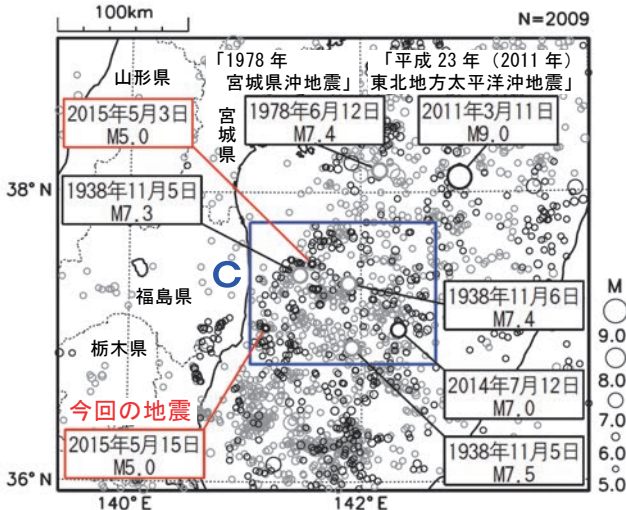 100km
N=2009
山形県
「1978 年
宮城県沖地震」
「平成 23 年（2011 年）
東北地方太平洋沖地震」
2015年5月3日
M5.0
宮城県
1978年6月12日
M7.4
2011年3月11日
M9.0
38°N
1938年11月5日
M7.3
C
福島県
1938年11月6日
M7.4
栃木県
2014年7月12日
M7.0
今回の地震
2015年5月15日
M5.0
1938年11月5日
M7.5
36°N
140°E
142°E
M
9.0
8.0
7.0
6.0
5.0